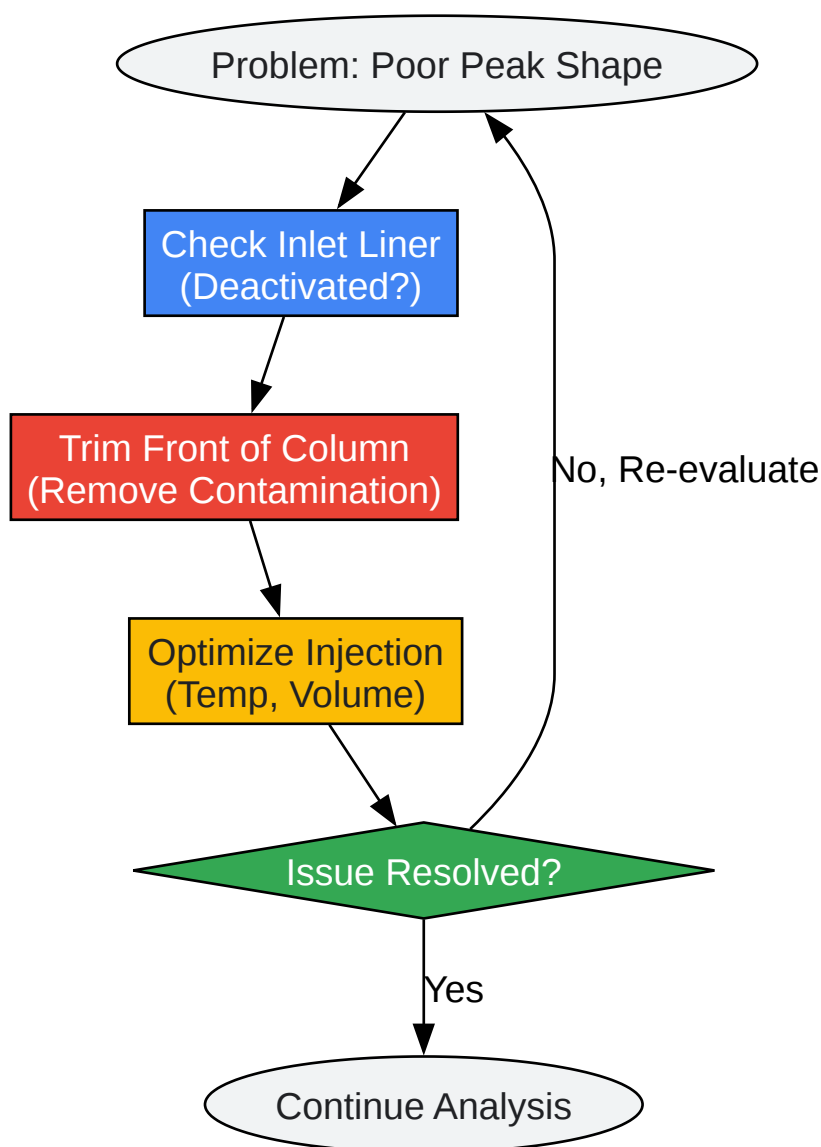 Problem: Poor Peak Shape
Check Inlet Liner
(Deactivated?)
Trim Front of Column
(Remove Contamination)
No, Re-evaluate
Optimize Injection
(Temp, Volume)
Issue Resolved?
Yes
Continue Analysis